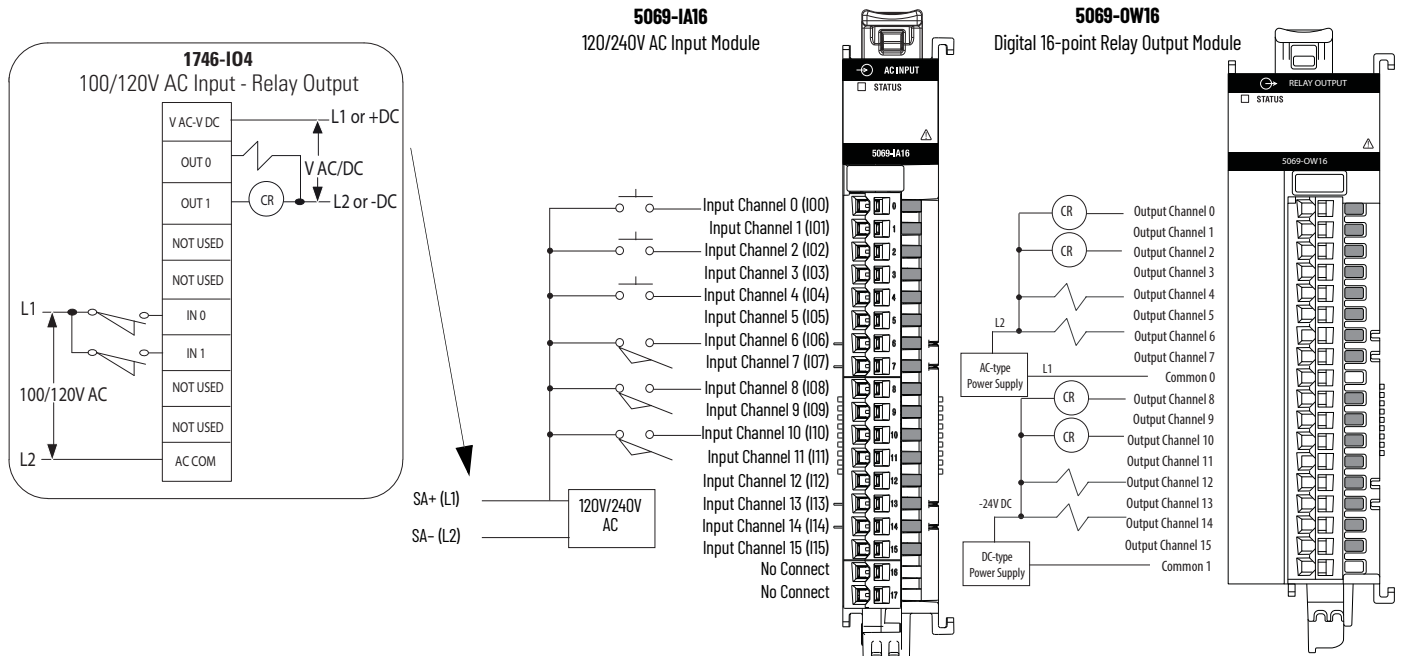 1746-IO4
100/120V AC Input - Relay Output
V AC-V DC
L1 or +DC
OUT 0
V AC/DC
OUT 1
CR
L2 or -DC
NOT USED
NOT USED
L1
IN 0
IN 1
100/120V AC
NOT USED
NOT USED
L2
AC COM
5069-IA16
120/240V AC Input Module
AC INPUT
STATUS
5069-IA16
Input Channel 0 (I00)
0
Input Channel 1 (I01)
1
Input Channel 2 (I02)
2
Input Channel 3 (I03)
3
Input Channel 4 (I04)
4
Input Channel 5 (I05)
5
Input Channel 6 (I06)
6
Input Channel 7 (I07)
7
Input Channel 8 (I08)
8
Input Channel 9 (I09)
9
Input Channel 10 (I10)
10
Input Channel 11 (I11)
11
Input Channel 12 (I12)
12
Input Channel 13 (I13)
13
Input Channel 14 (I14)
14
Input Channel 15 (I15)
15
No Connect
16
No Connect
17
SA+ (L1)
SA- (L2)
120V/240V
AC
5069-OW16
Digital 16-point Relay Output Module
RELAY OUTPUT
STATUS
5069-OW16
CR
Output Channel 0
Output Channel 1
CR
Output Channel 2
Output Channel 3
Output Channel 4
Output Channel 5
L2
Output Channel 6
Output Channel 7
AC-type
Power Supply
L1
Common 0
CR
Output Channel 8
Output Channel 9
CR
Output Channel 10
Output Channel 11
Output Channel 12
-24V DC
Output Channel 13
Output Channel 14
Output Channel 15
DC-type
Power Supply
Common 1